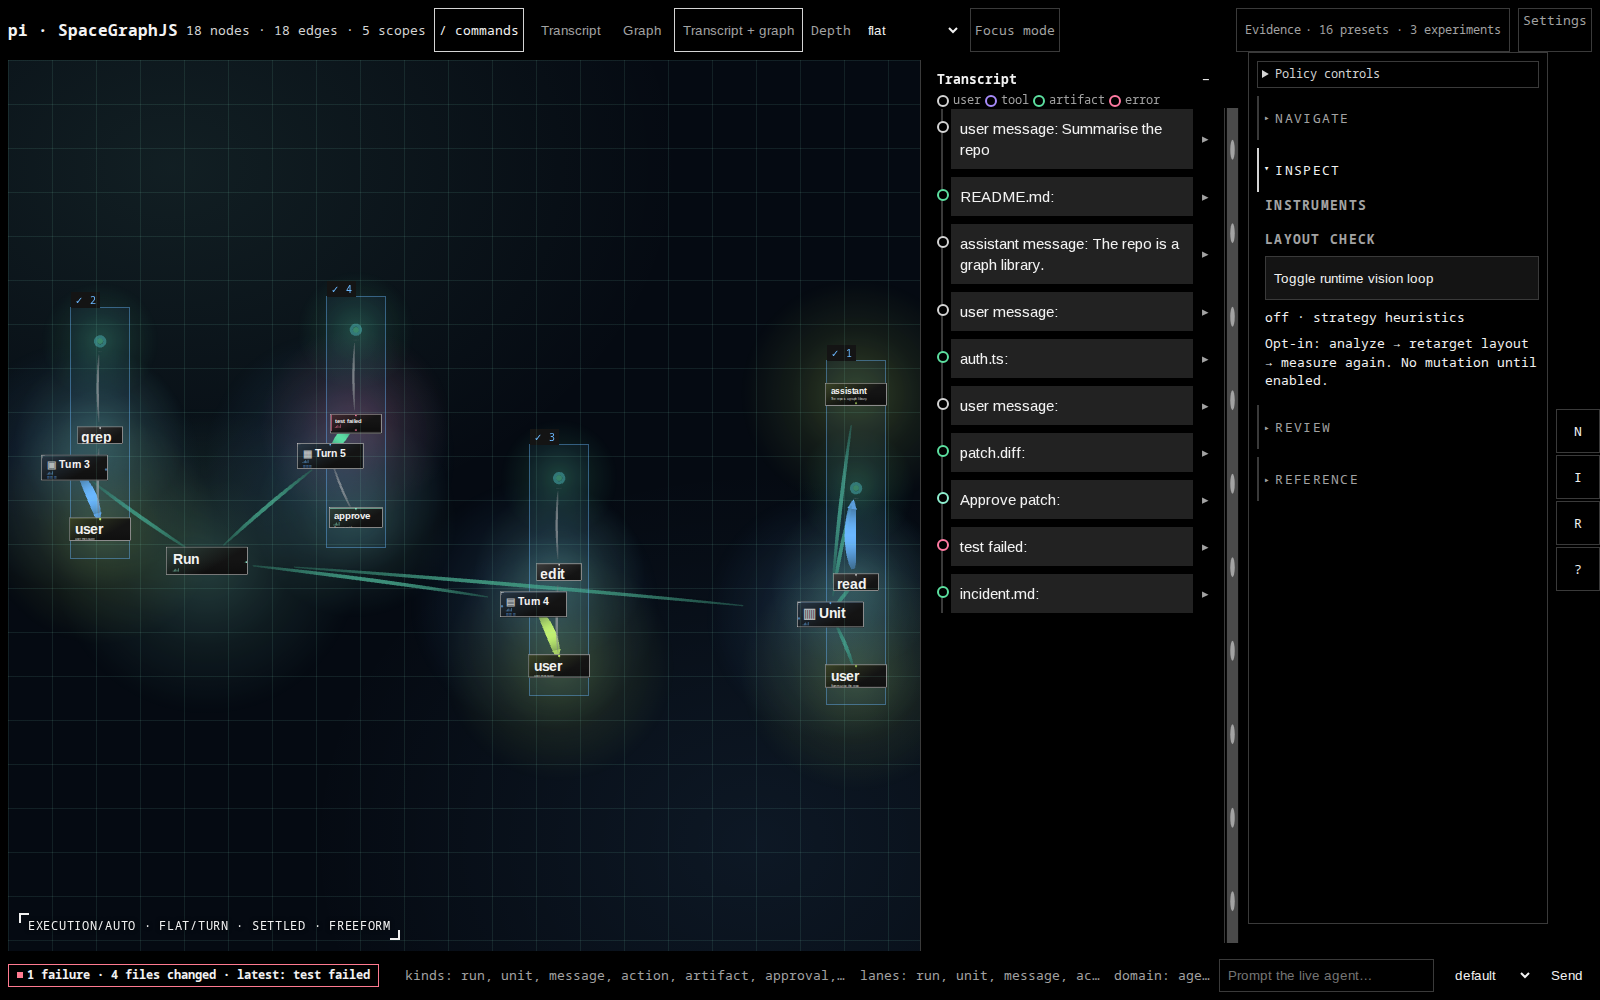 pi · SpaceGraphJS 18 nodes · 18 edges · 5 scopes / commands Transcript Graph Transcript + graph Depth flat Focus mode Evidence · 16 presets · 3 experiments Settings
✓ 2
grep
Turn 3
user
✓ 4
test failed
Turn 5
approve
Run
✓ 3
edit
Turn 4
user
✓ 1
assistant
read
Unit
user
EXECUTION/AUTO · FLAT/TURN · SETTLED · FREEFORM
Transcript –
user tool artifact error
user message: Summarise the
repo
README.md:
assistant message: The repo is a
graph library.
user message:
auth.ts:
user message:
patch.diff:
Approve patch:
test failed:
incident.md:
Policy controls
NAVIGATE
INSPECT
INSTRUMENTS
LAYOUT CHECK
Toggle runtime vision loop
off · strategy heuristics
Opt-in: analyze → retarget layout
→ measure again. No mutation until
enabled.
REVIEW
REFERENCE
N
I
R
?
1 failure · 4 files changed · latest: test failed kinds: run, unit, message, action, artifact, approval,… lanes: run, unit, message, ac… domain: age… Prompt the live agent… default Send